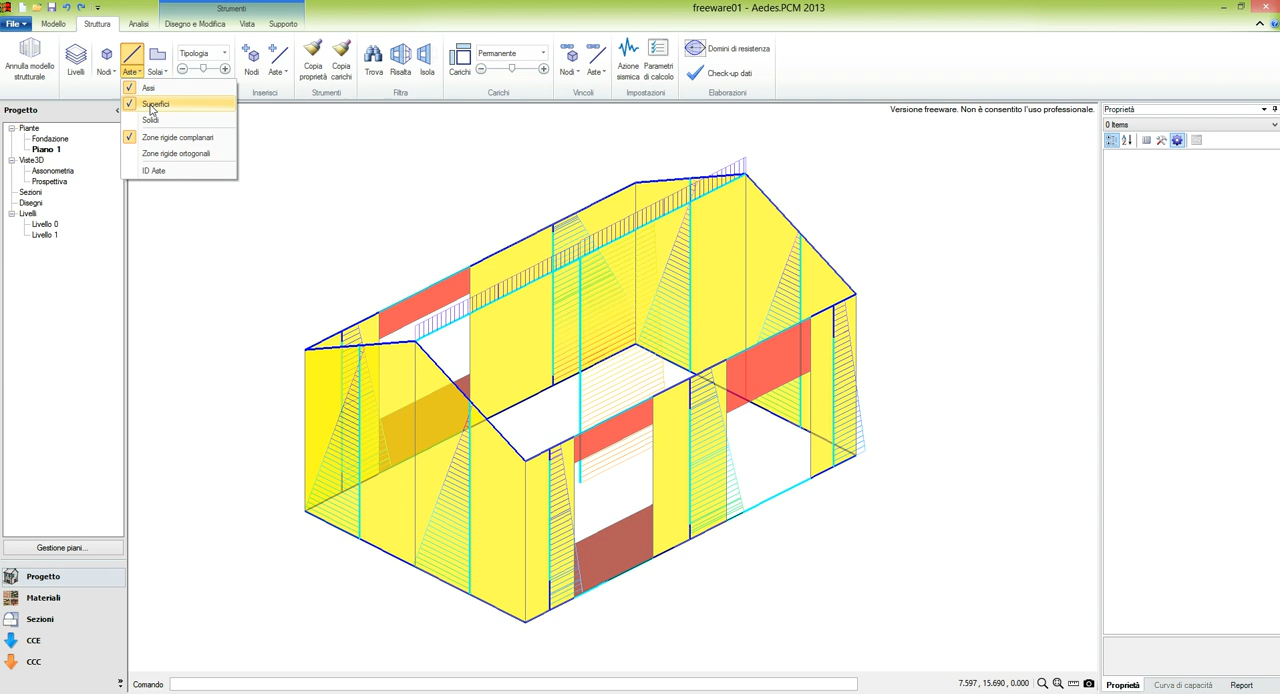 Strumenti
freeware01 - Aedes.PCM 2013
File
Modello
Struttura
Analisi
Disegno e Modifica
Vista
Supporto
Annulla modello
strutturale
Livelli
Nodi
Aste
Solai
Tipologia
Nodi
Aste
Inserisci
Copia
proprietà
Copia
carichi
Strumenti
Trova
Risalta
Isola
Filtra
Carichi
Permanente
Carichi
Nodi
Aste
Vincoli
Azione
sismica
Parametri
di calcolo
Impostazioni
Domini di resistenza
Check-up dati
Elaborazioni
Assi
Superfici
Solidi
Zone rigide complanari
Zone rigide ortogonali
ID Aste
Progetto
Piante
Fondazione
Piano 1
Viste3D
Assonometria
Prospettiva
Sezioni
Disegni
Livelli
Livello 0
Livello 1
Gestione piani...
Progetto
Materiali
Sezioni
CCE
CCC
Versione freeware. Non è consentito l'uso professionale.
Proprietà
0 Items
Comando
7.597, 15.690, 0.000
Proprietà
Curva di capacità
Report